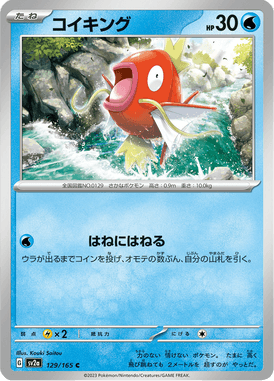 たね コイキング HP30
全国図鑑NO.0129 さかなポケモン 高さ：0.9m 重さ：10.0kg
はねにはねる
ウラが出るまでコインを投げ、オモテの数ぶん、自分の山札を引く。
弱点 ×2 抵抗力 にげる
Illus. Kouki Saitou
G sv2a 129/165 C
力のない 情けない ポケモン。たまに 高く
跳ねても 2メートルを 超すのが やっとだ。
©2023 Pokémon/Nintendo/Creatures/GAME FREAK.